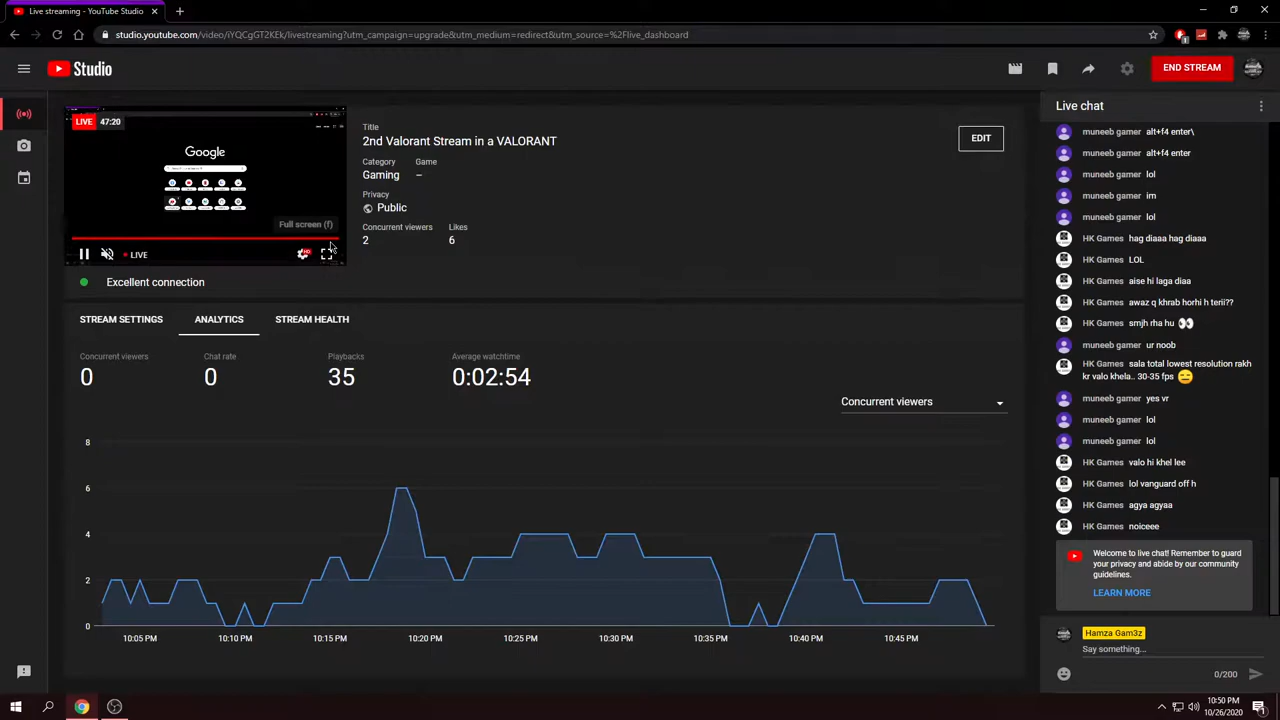 Live streaming - YouTube Studio
studio.youtube.com/video/iYQCgGT2KEk/livestreaming?utm_campaign=upgrade&utm_medium=redirect&utm_source=%2Flive_dashboard
Studio
END STREAM
LIVE 47:20
Google
Full screen (f)
LIVE
Title
2nd Valorant Stream in a VALORANT
Category Game
Gaming –
Privacy
Public
Concurrent viewers Likes
2 6
EDIT
Excellent connection
STREAM SETTINGS ANALYTICS STREAM HEALTH
Concurrent viewers Chat rate Playbacks Average watchtime
0 0 35 0:02:54
Concurrent viewers
8
6
4
2
0
10:05 PM 10:10 PM 10:15 PM 10:20 PM 10:25 PM 10:30 PM 10:35 PM 10:40 PM 10:45 PM
Live chat
muneeb gamer alt+f4 enter\
muneeb gamer alt+f4 enter
muneeb gamer lol
muneeb gamer im
muneeb gamer lol
HK Games hag diaaa hag diaaa
HK Games LOL
HK Games aise hi laga diaa
HK Games awaz q khrab horhi h terii??
HK Games smjh rha hu 👀
muneeb gamer ur noob
HK Games sala total lowest resolution rakh
kr valo khela.. 30-35 fps 😑
muneeb gamer yes vr
muneeb gamer lol
muneeb gamer lol
HK Games valo hi khel lee
HK Games lol vanguard off h
HK Games agya agyaa
HK Games noiceee
Welcome to live chat! Remember to guard
your privacy and abide by our community
guidelines.
LEARN MORE
Hamza Gam3z
Say something...
0/200
10:50 PM
10/26/2020